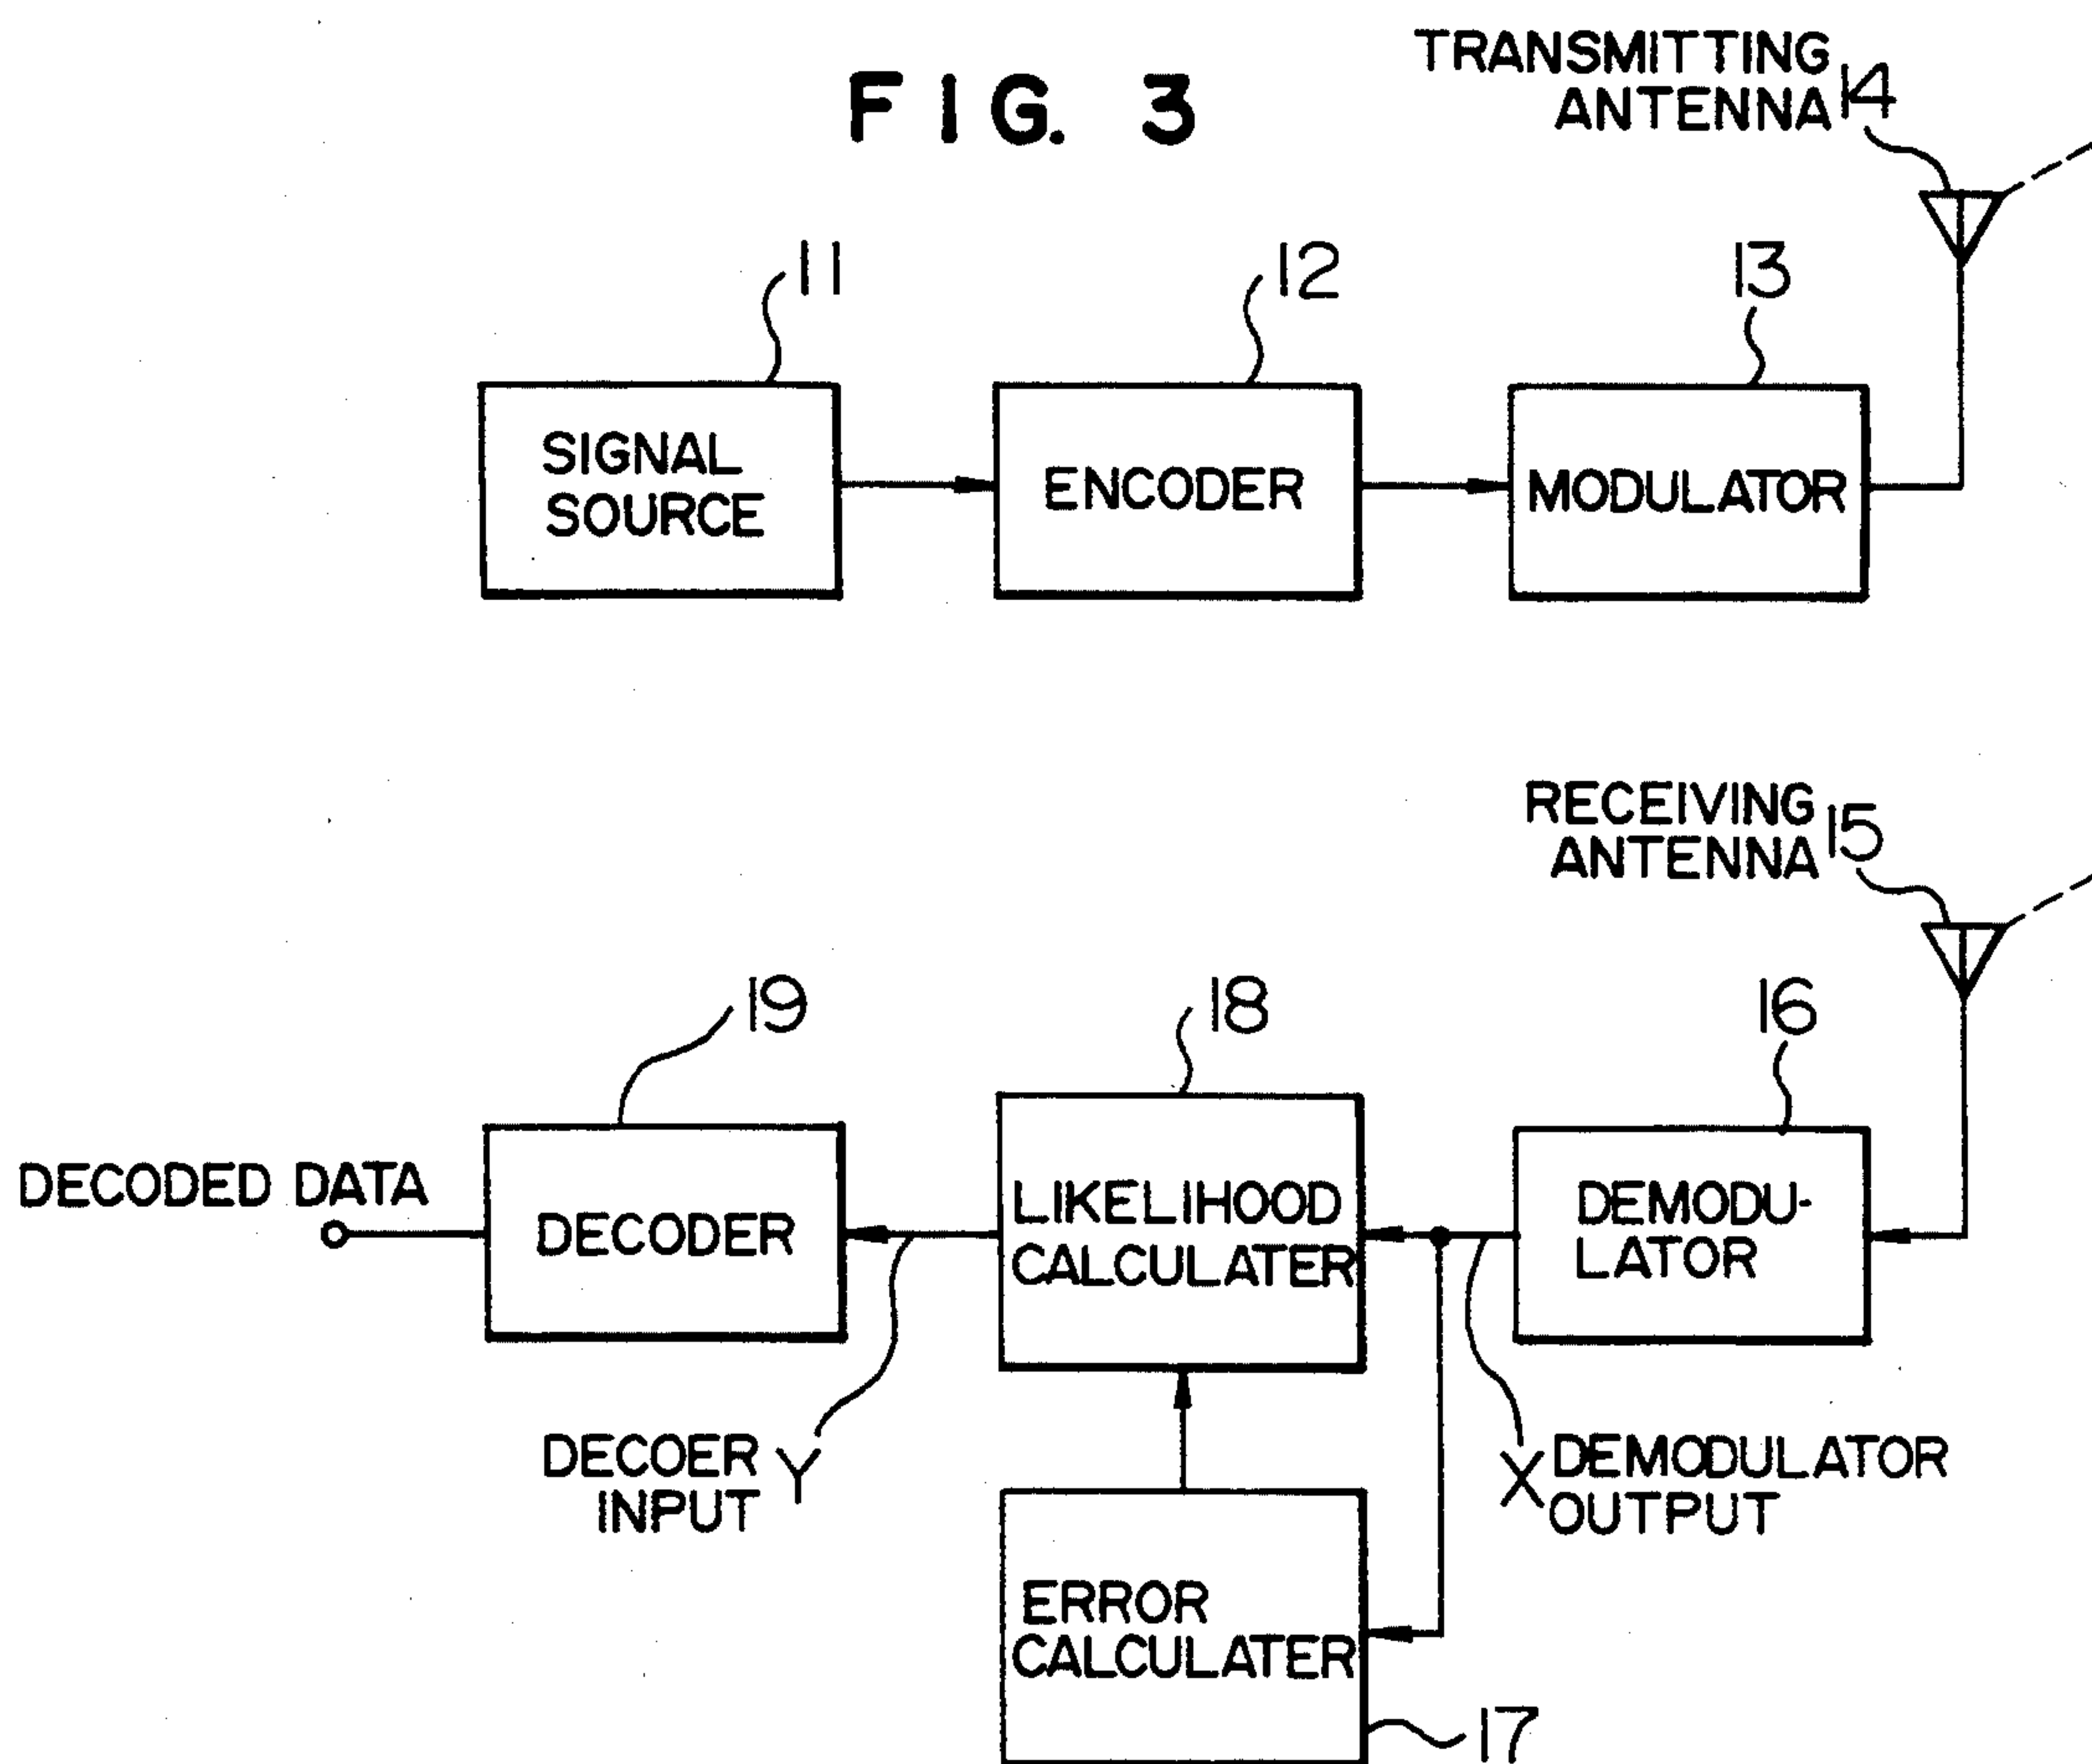 FIG. 3
TRANSMITTING
ANTENNA 14
11
12
13
SIGNAL
SOURCE
ENCODER
MODULATOR
RECEIVING
ANTENNA 15
19
18
16
DECODED DATA
DECODER
LIKELIHOOD
CALCULATER
DEMODU-
LATOR
DECOER
INPUT Y
X DEMODULATOR
OUTPUT
ERROR
CALCULATER
17